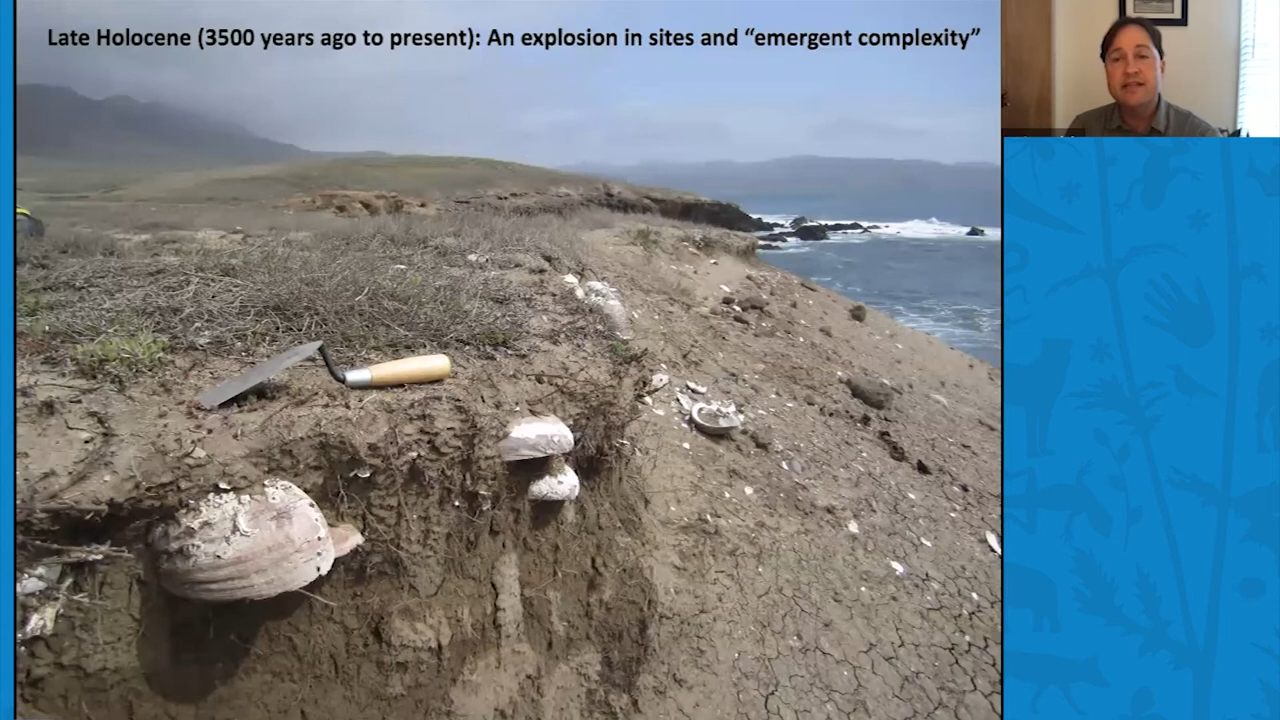 Late Holocene (3500 years ago to present): An explosion in sites and “emergent complexity”